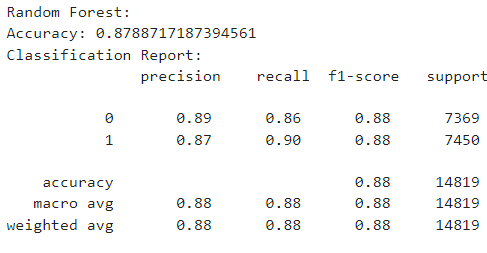 Random Forest:
Accuracy: 0.8788717187394561
Classification Report:
precision recall f1-score support
0 0.89 0.86 0.88 7369
1 0.87 0.90 0.88 7450
accuracy 0.88 14819
macro avg 0.88 0.88 0.88 14819
weighted avg 0.88 0.88 0.88 14819